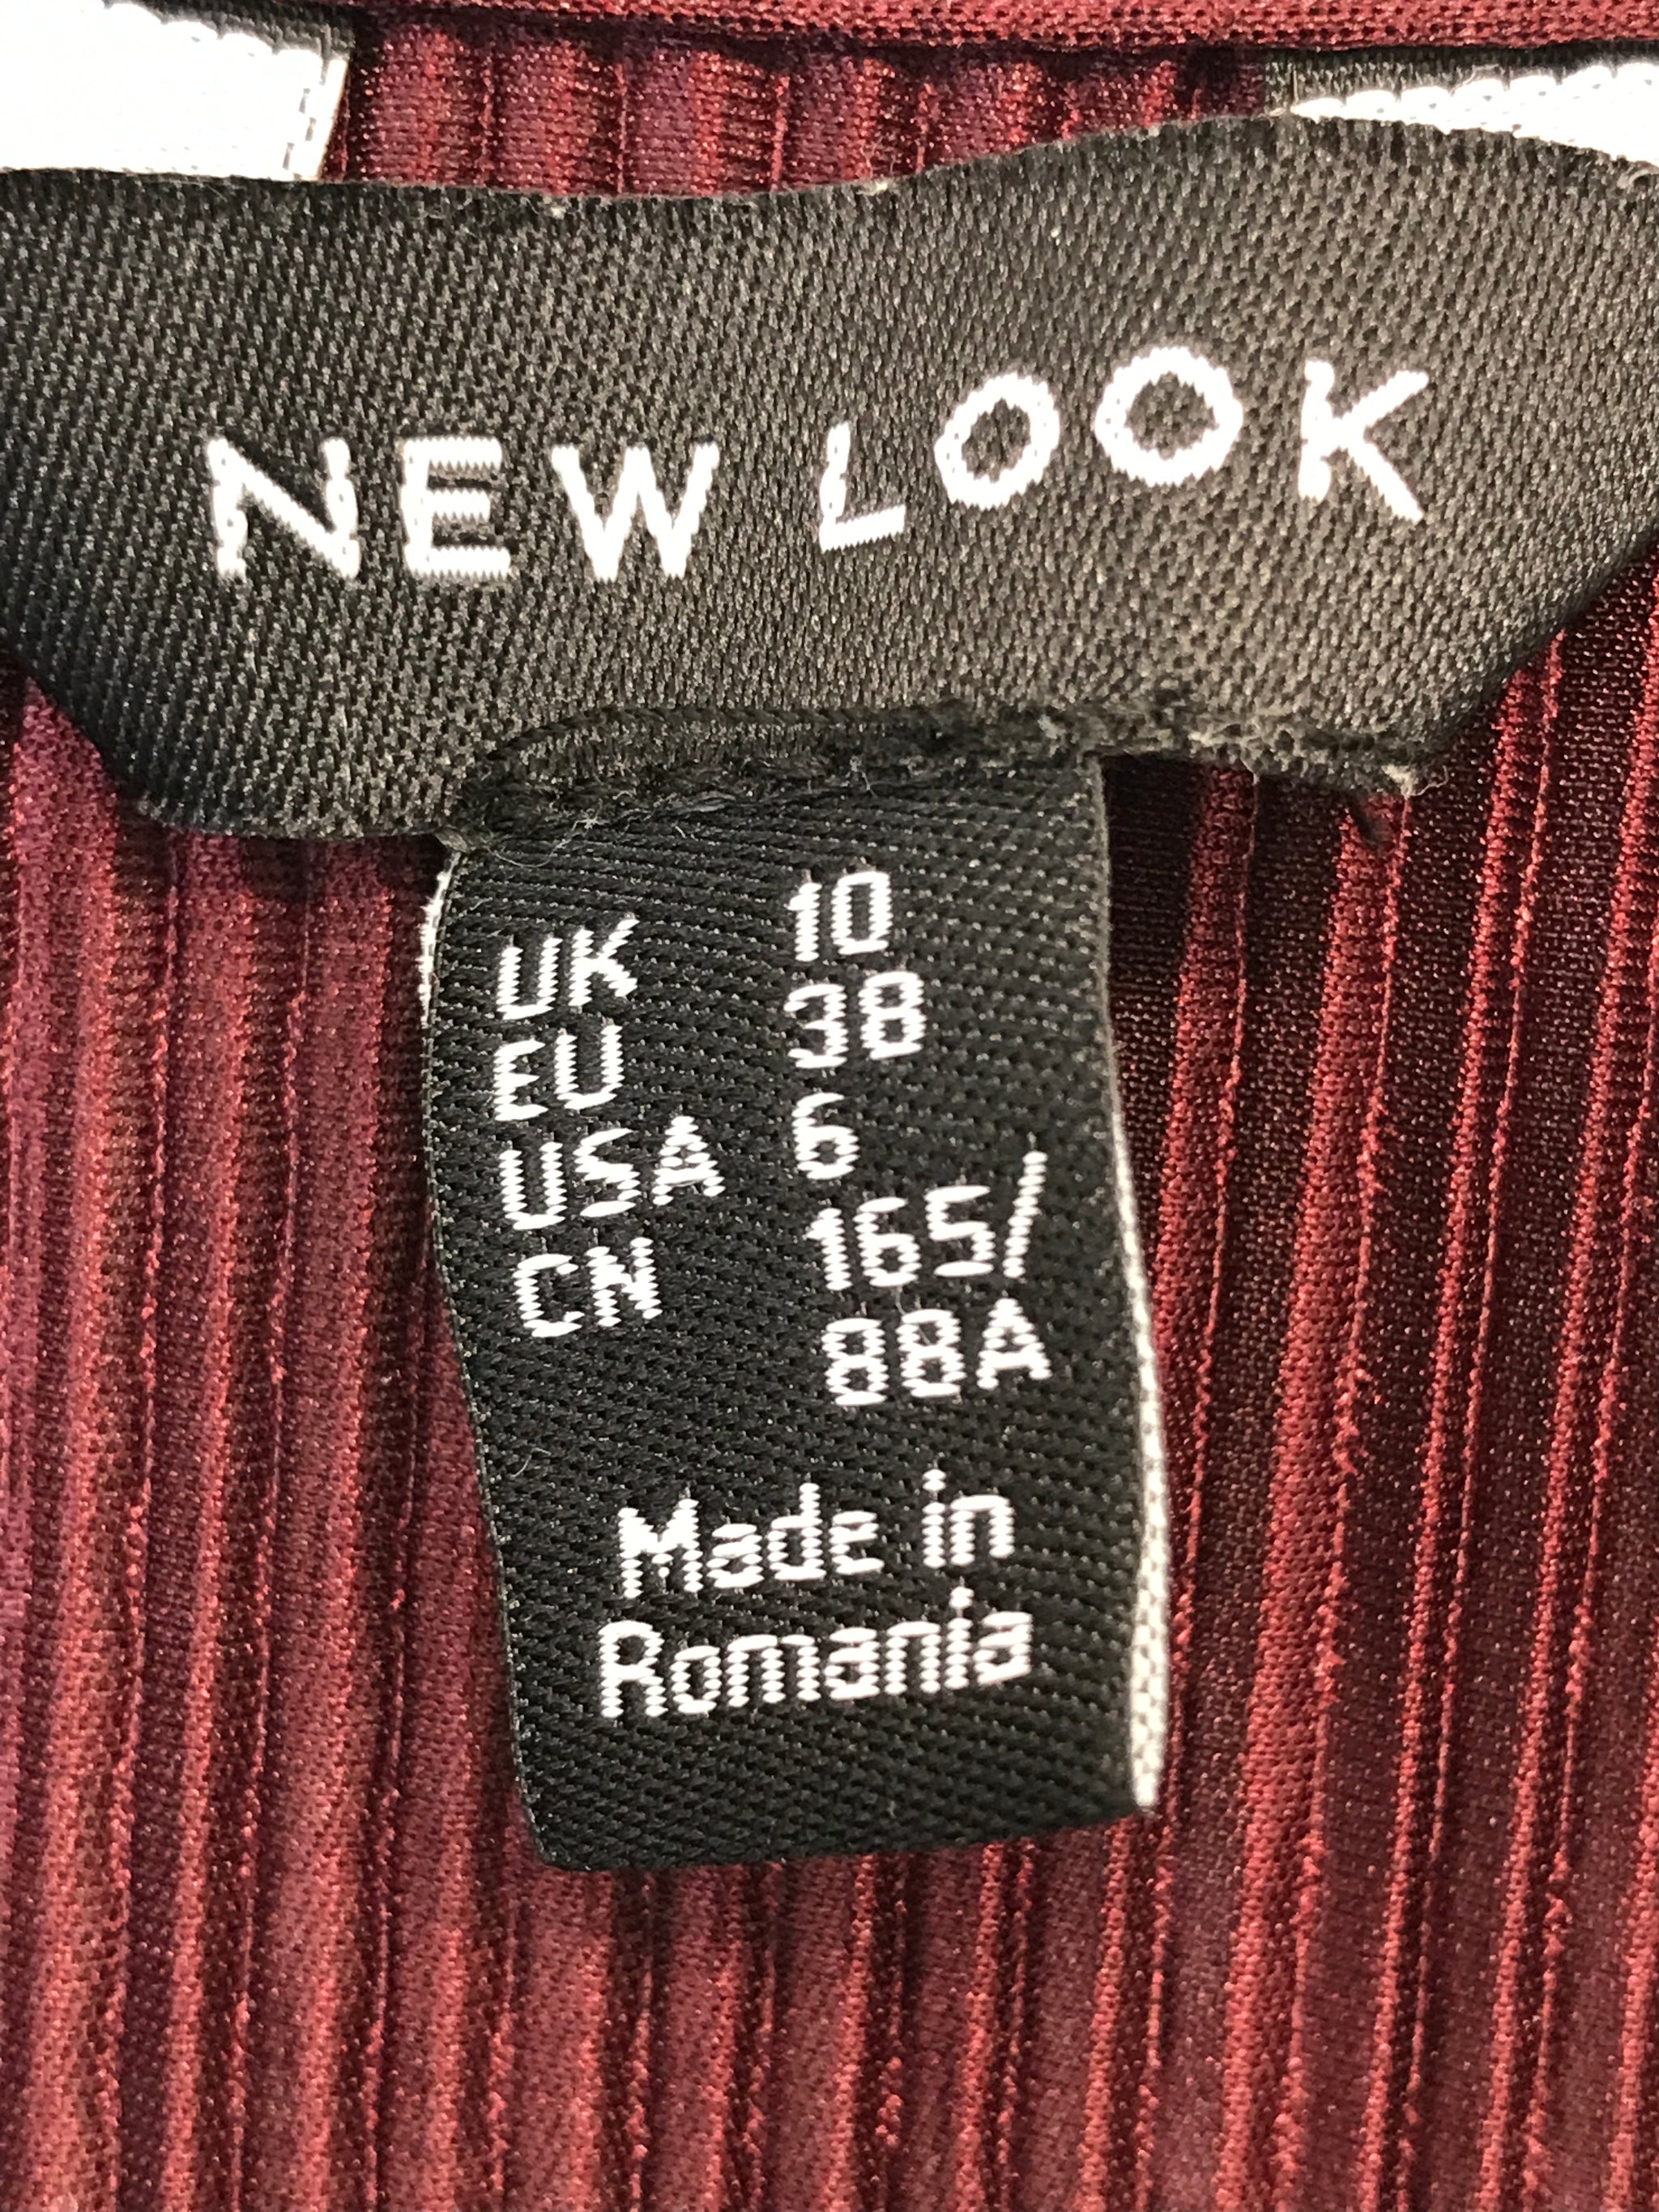 NEW LOOK
UK 10
EU 38
USA 6
CN 165/
88A
Made in
Romania